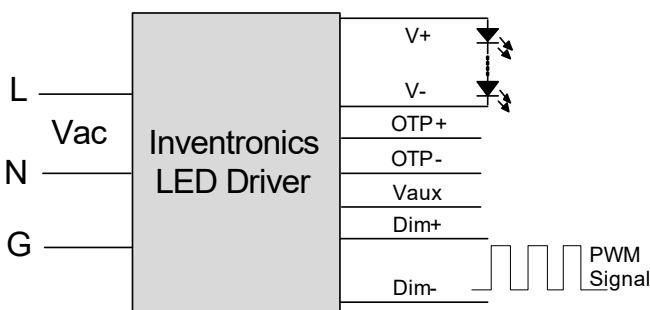 L
Vac
N
G
Inventronics
LED Driver
V+
V-
OTP+
OTP-
Vaux
Dim+
Dim-
PWM
Signal